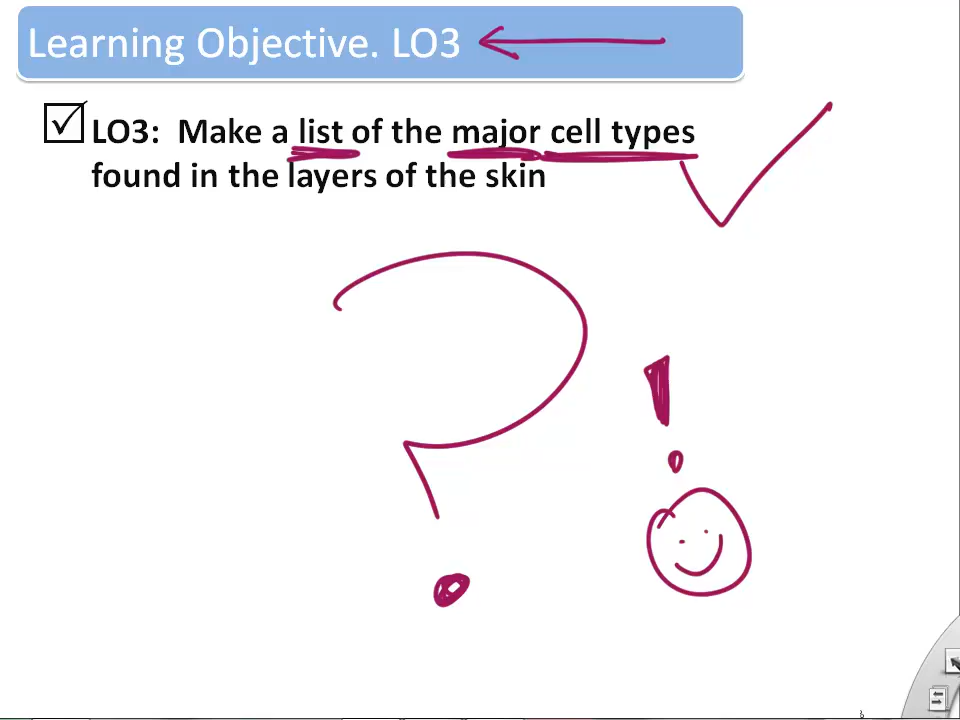 Learning Objective. LO3
LO3: Make a list of the major cell types
found in the layers of the skin
? !